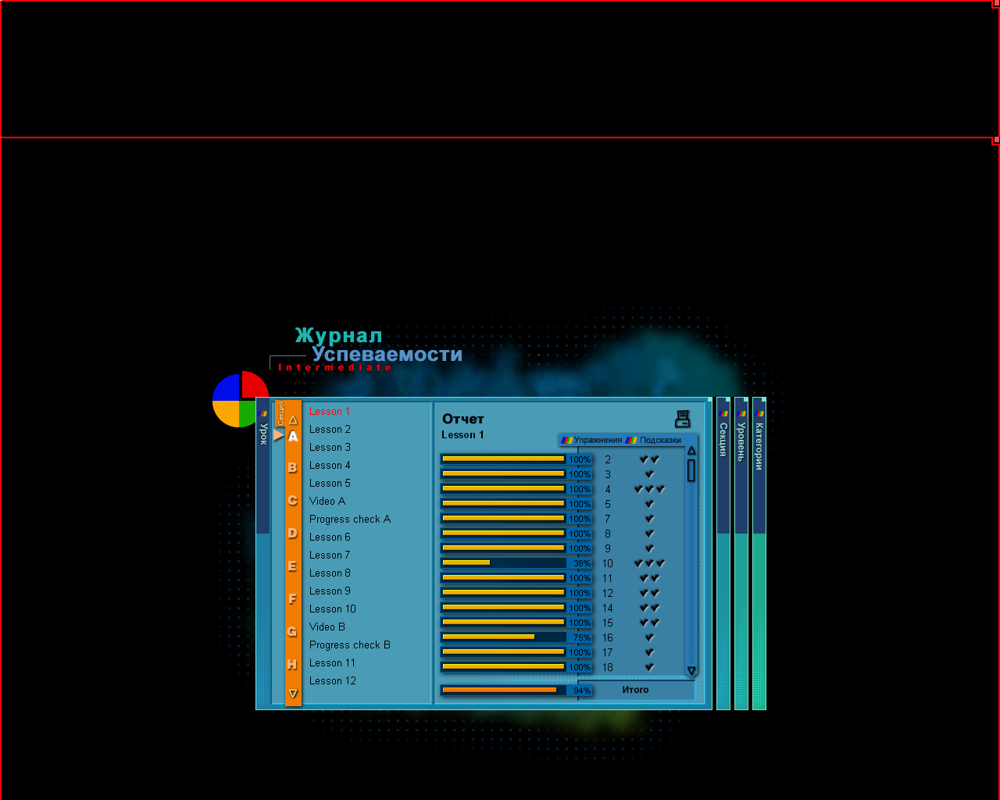 Журнал
Успеваемости
Intermediate
Урок
Секция
A
B
C
D
E
F
G
H
Lesson 1
Lesson 2
Lesson 3
Lesson 4
Lesson 5
Video A
Progress check A
Lesson 6
Lesson 7
Lesson 8
Lesson 9
Lesson 10
Video B
Progress check B
Lesson 11
Lesson 12
Отчет
Lesson 1
Упражнения Подсказки
100% 2
100% 3
100% 4
100% 5
100% 7
100% 8
100% 9
38% 10
100% 11
100% 12
100% 14
100% 15
75% 16
100% 17
100% 18
94% Итого
Секция
Уровень
Категории